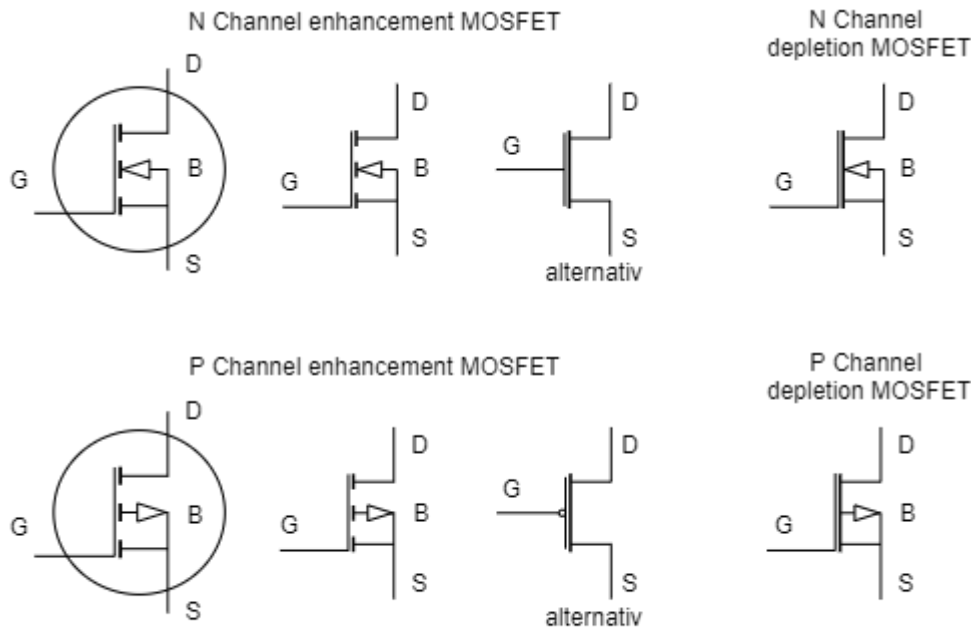 N Channel enhancement MOSFET
N Channel
depletion MOSFET
D
G
B
S
D
G
B
S
D
G
S
alternativ
D
G
B
S
P Channel enhancement MOSFET
P Channel
depletion MOSFET
D
G
B
S
D
G
B
S
D
G
S
alternativ
D
G
B
S